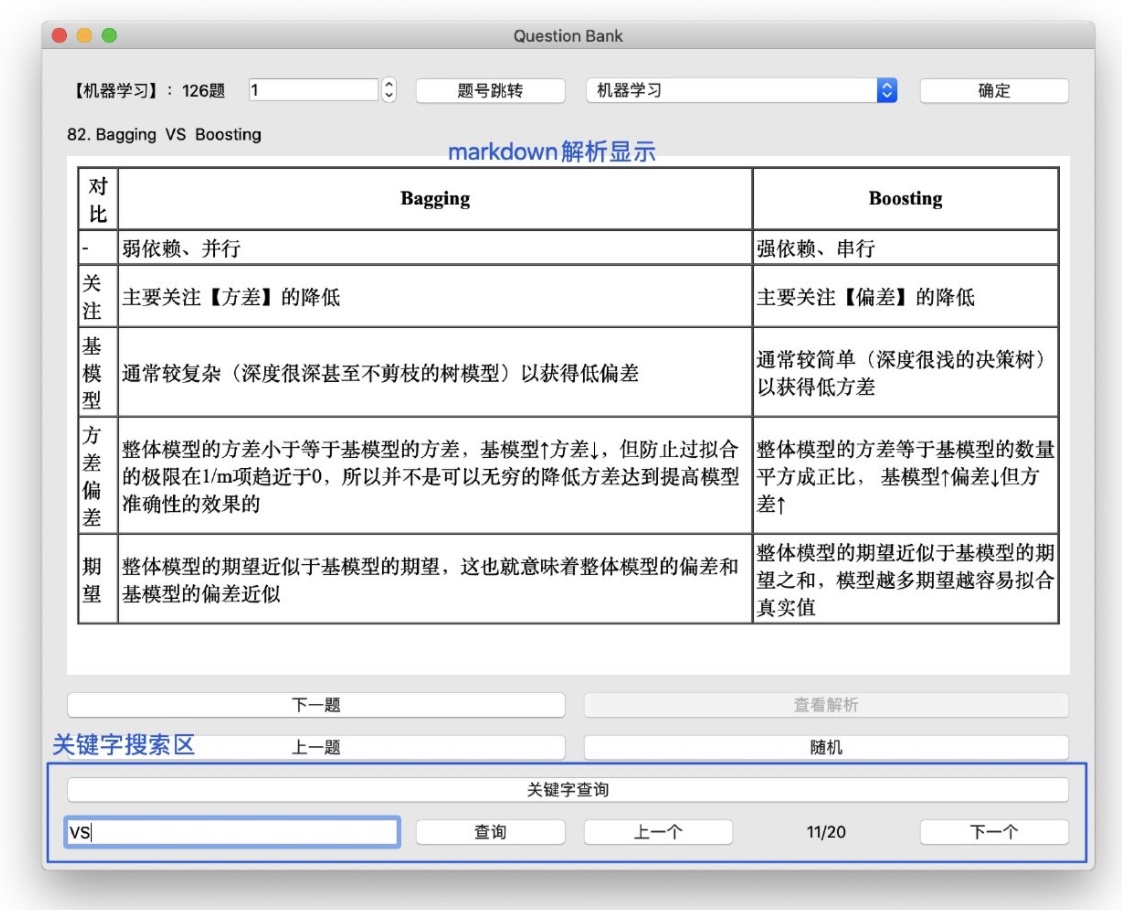 Question Bank
【机器学习】：126题 1 题号跳转 机器学习 确定
82. Bagging VS Boosting
markdown解析显示
对比 Bagging Boosting
- 弱依赖、并行 强依赖、串行
关注 主要关注【方差】的降低 主要关注【偏差】的降低
基模型 通常较复杂（深度很深甚至不剪枝的树模型）以获得低偏差
通常较简单（深度很浅的决策树）
以获得低方差
方差偏差
整体模型的方差小于等于基模型的方差，基模型↑方差↓，但防止过拟合
的极限在1/m项趋近于0，所以并不是可以无穷的降低方差达到提高模型
准确性的效果的
整体模型的方差等于基模型的数量
平方成正比， 基模型↑偏差↓但方
差↑
期望
整体模型的期望近似于基模型的期望，这也就意味着整体模型的偏差和
基模型的偏差近似
整体模型的期望近似于基模型的期
望之和，模型越多期望越容易拟合
真实值
下一题 查看解析
关键字搜索区
上一题 随机
关键字查询
VS 查询 上一个 11/20 下一个